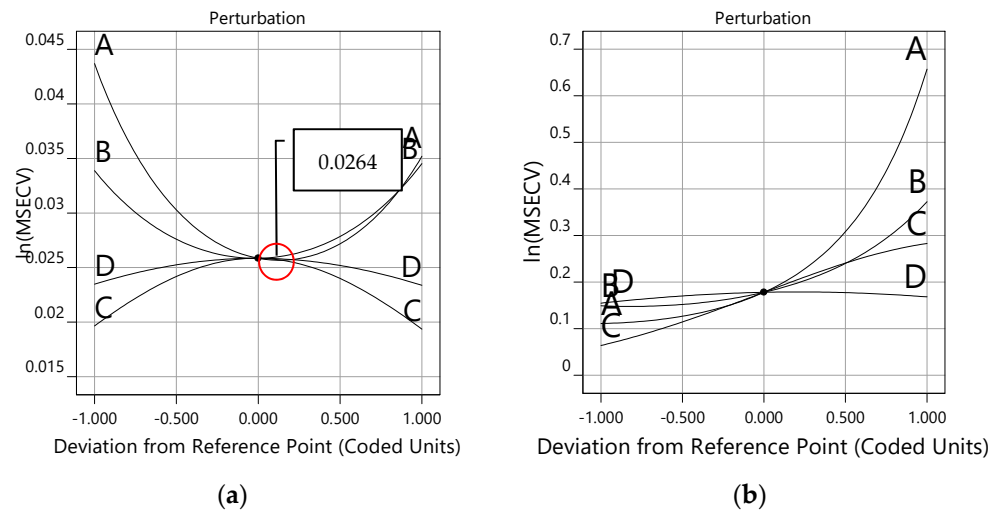 Perturbation
0.045
0.04
0.035
0.03
0.025
0.02
0.015
ln(MSECV)
A
B
D
C
0.0264
A
B
D
C
-1.000
-0.500
0.000
0.500
1.000
Deviation from Reference Point (Coded Units)
(a)
Perturbation
0.7
0.6
0.5
0.4
0.3
0.2
0.1
0
ln(MSECV)
B
D
A
C
A
B
C
D
-1.000
-0.500
0.000
0.500
1.000
Deviation from Reference Point (Coded Units)
(b)